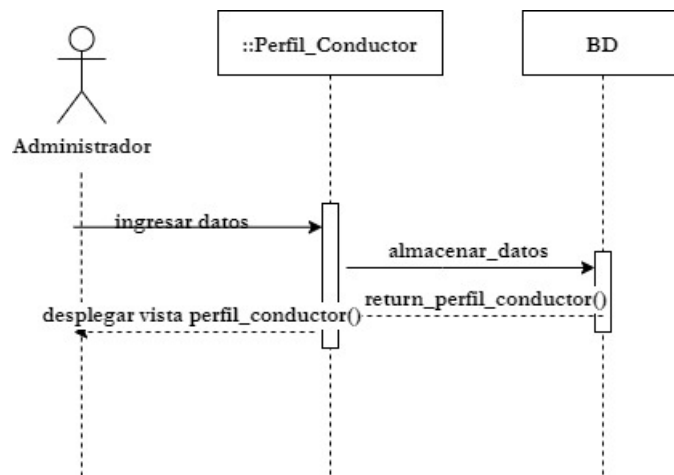 ::Perfil_Conductor
BD
Administrador
ingresar datos
almacenar_datos
return_perfil_conductor()
desplegar vista perfil_conductor()